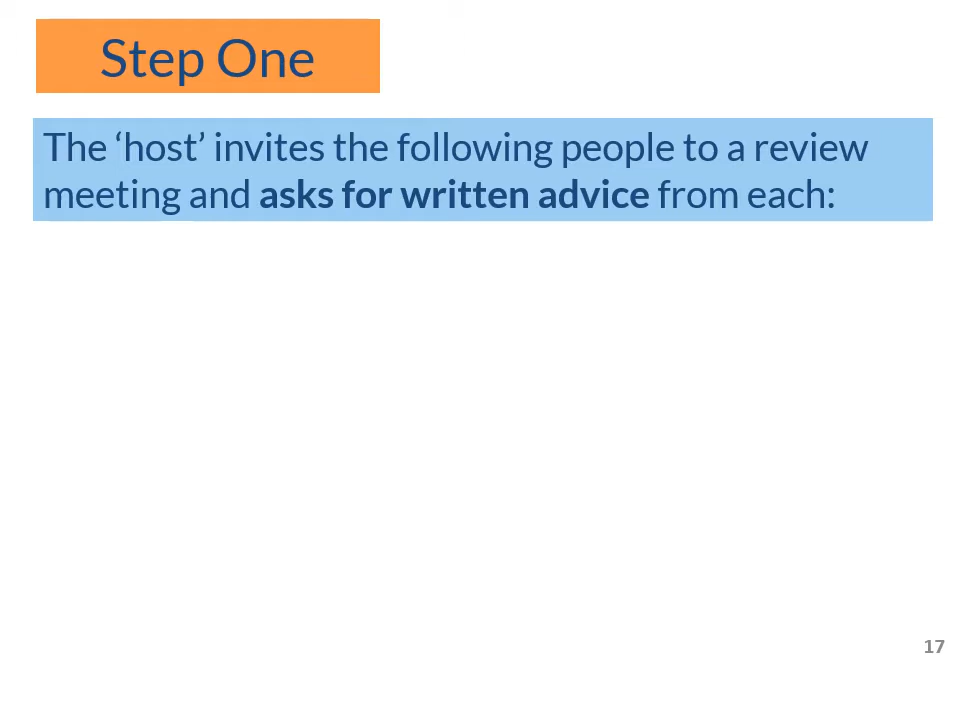 Step One
The ‘host’ invites the following people to a review
meeting and asks for written advice from each:
17